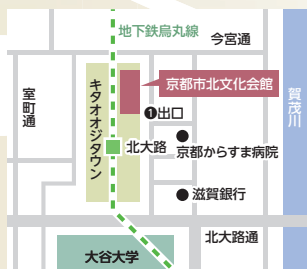 地下鉄烏丸線
今宮通
京都市北文化会館
室町通
キタオオジタウン
❶出口
賀茂川
北大路
京都からすま病院
滋賀銀行
北大路通
大谷大学